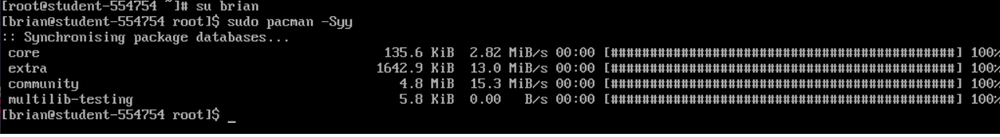 [root@student-554754 ~]# su brian
[brian@student-554754 root]$ sudo pacman -Syy
:: Synchronising package databases...
core 135.6 KiB 2.82 MiB/s 00:00 [############################################] 100%
extra 1642.9 KiB 13.0 MiB/s 00:00 [############################################] 100%
community 4.8 MiB 15.3 MiB/s 00:00 [############################################] 100%
multilib-testing 5.8 KiB 0.00 B/s 00:00 [############################################] 100%
[brian@student-554754 root]$ _